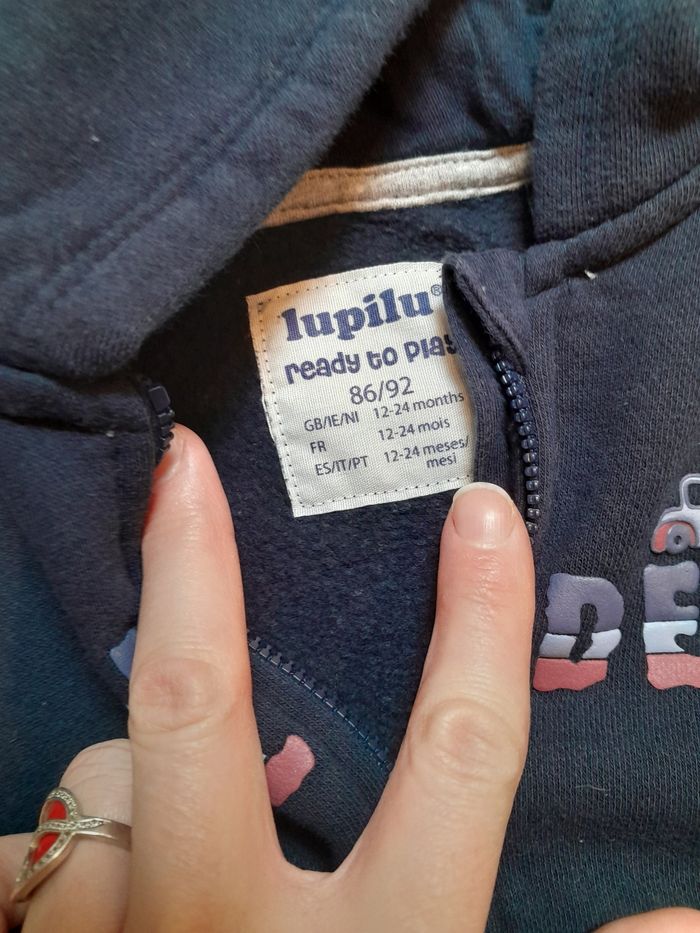 lupilu®
ready to play
86/92
GB/IE/NI 12-24 months
FR 12-24 mois
ES/IT/PT 12-24 meses/
mesi
DE